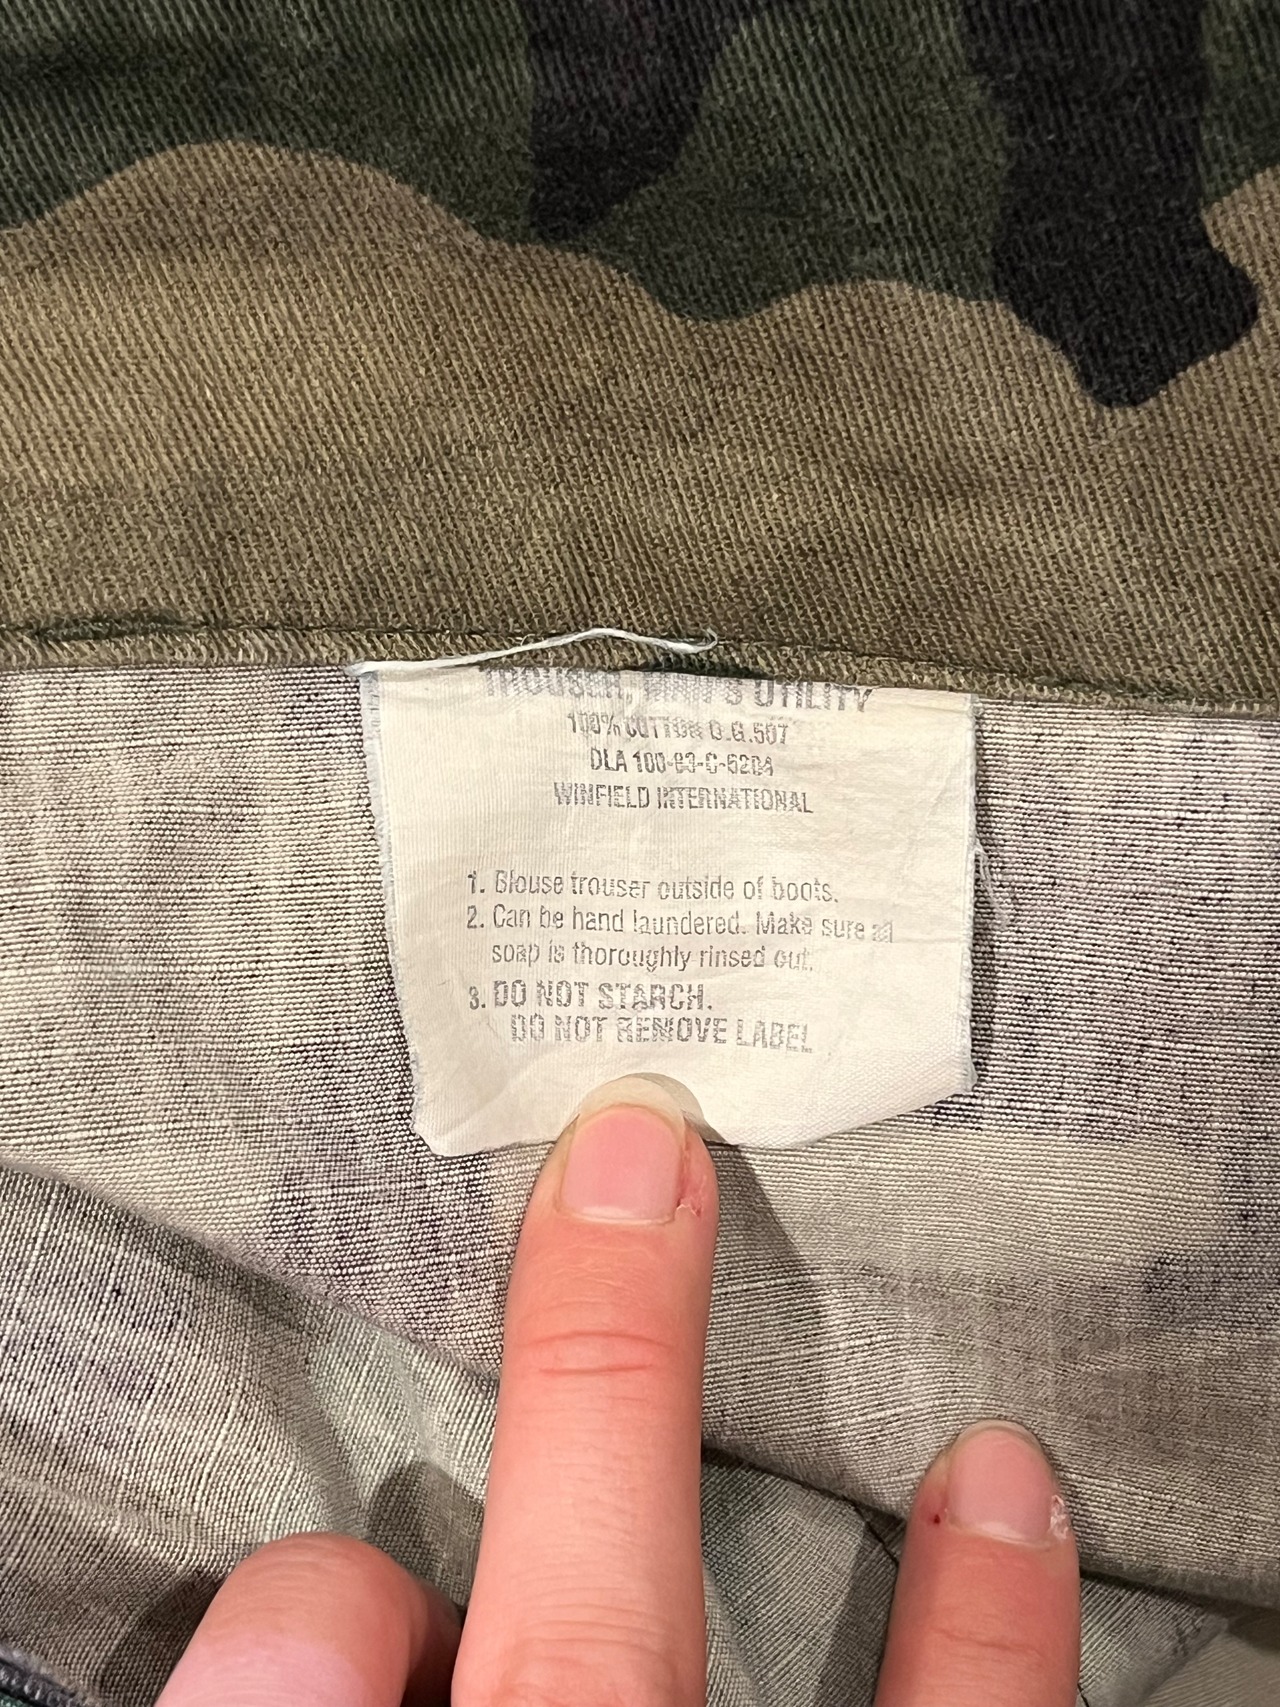 TROUSER, MAN'S UTILITY
100% COTTON O.G.507
DLA 100-83-C-6204
WINFIELD INTERNATIONAL
1. Blouse trouser outside of boots.
2. Can be hand laundered. Make sure all
soap is thoroughly rinsed out.
3. DO NOT STARCH.
DO NOT REMOVE LABEL